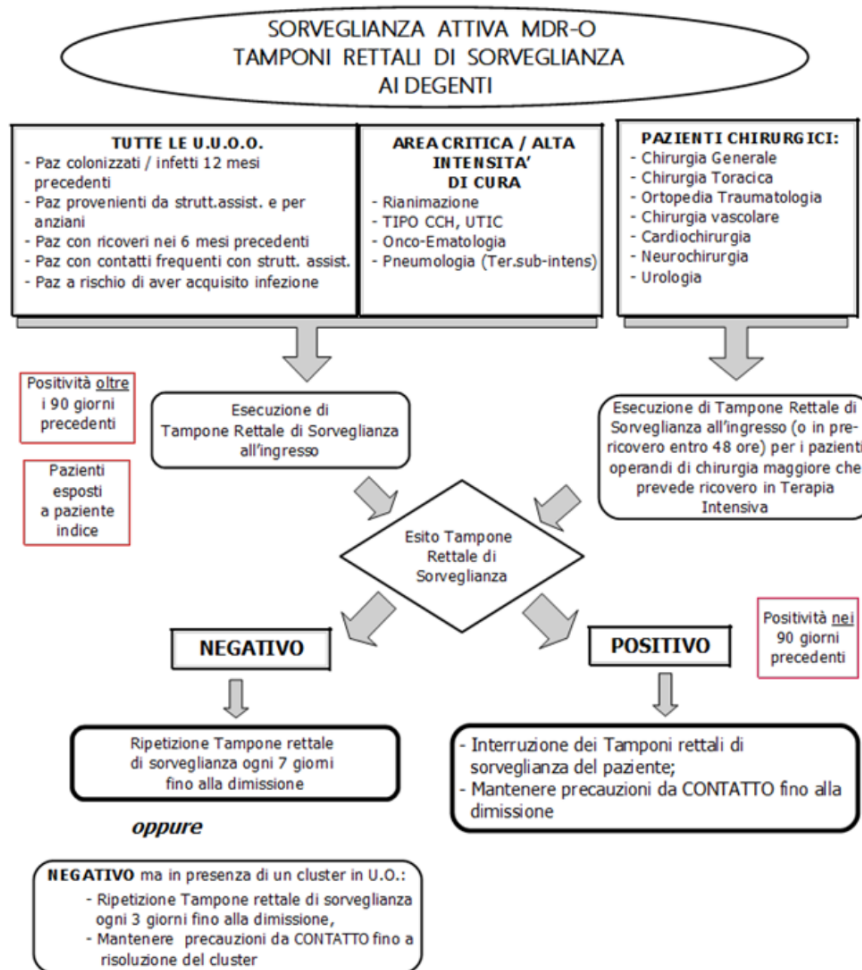 SORVEGLIANZA ATTIVA MDR-O
TAMPONI RETTALI DI SORVEGLIANZA
AI DEGENTI
TUTTE LE U.U.O.O.
- Paz colonizzati / infetti 12 mesi
precedenti
- Paz provenienti da strutt.assist. e per
anziani
- Paz con ricoveri nei 6 mesi precedenti
- Paz con contatti frequenti con strutt. assist.
- Paz a rischio di aver acquisito infezione
AREA CRITICA / ALTA
INTENSITA'
DI CURA
- Rianimazione
- TIPO CCH, UTIC
- Onco-Ematologia
- Pneumologia (Ter.sub-intens)
PAZIENTI CHIRURGICI:
- Chirurgia Generale
- Chirurgia Toracica
- Ortopedia Traumatologia
- Chirurgia vascolare
- Cardiochirurgia
- Neurochirurgia
- Urologia
Positività oltre
i 90 giorni
precedenti
Esecuzione di
Tampone Rettale di Sorveglianza
all'ingresso
Esecuzione di Tampone Rettale di
Sorveglianza all'ingresso (o in pre-
ricovero entro 48 ore) per i pazienti
operandi di chirurgia maggiore che
prevede ricovero in Terapia
Intensiva
Pazienti
esposti
a paziente
indice
Esito Tampone
Rettale di
Sorveglianza
NEGATIVO
POSITIVO
Positività nei
90 giorni
precedenti
Ripetizione Tampone rettale
di sorveglianza ogni 7 giorni
fino alla dimissione
- Interruzione dei Tamponi rettali di
sorveglianza del paziente;
- Mantenere precauzioni da CONTATTO fino alla
dimissione
oppure
NEGATIVO ma in presenza di un cluster in U.O.:
- Ripetizione Tampone rettale di sorveglianza
ogni 3 giorni fino alla dimissione,
- Mantenere precauzioni da CONTATTO fino a
risoluzione del cluster